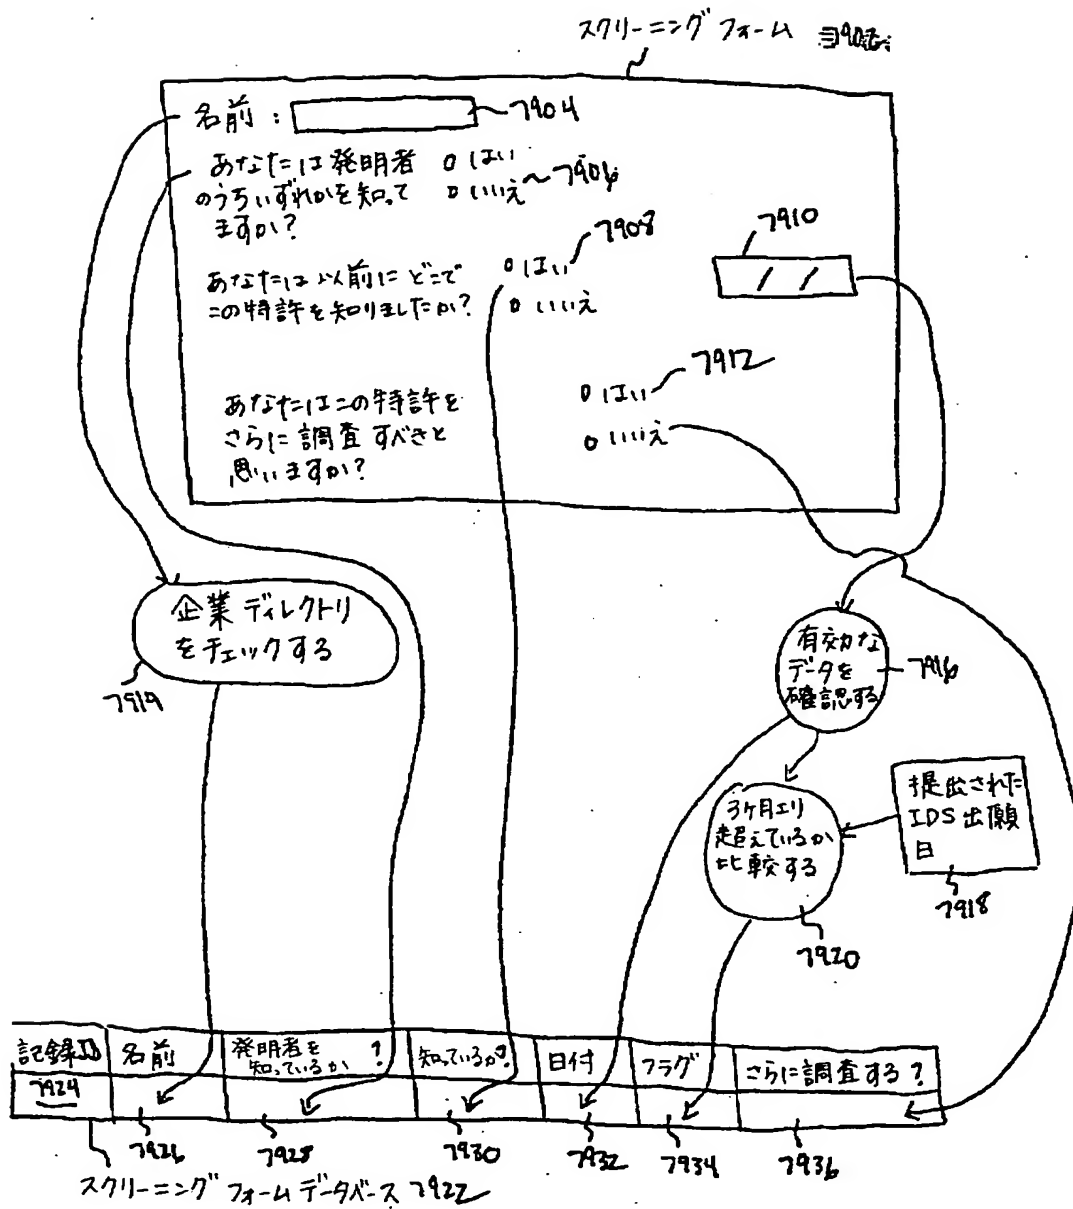 スクリーニング フォーム
名前： 7904
あなたは発明者 はい
のうちいずれかを知って いいえ ~7906
ますか？
7908
7910
あなたは以前にどこで はい
この特許を知りましたか？ いいえ
/ /
7912
あなたはこの特許を はい
さらに調査すべきと いいえ
思いますか？
企業ディレクトリ
をチェックする
7914
有効な
データを
確認する
7916
3ヶ月より
超えているか
比較する
7920
提出された
IDS出願
日
7918
記録ID 名前 発明者を知っているか？ 知っているか？ 日付 フラグ さらに調査する？
7924
7926 7928 7930 7932 7934 7936
スクリーニング フォームデータベース 7922